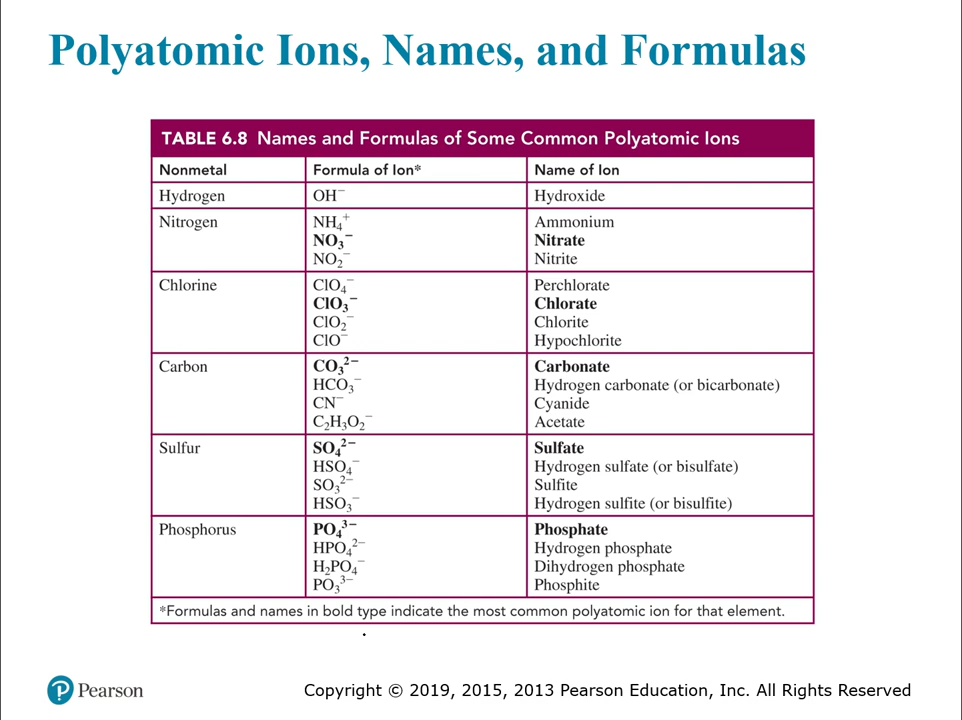 Polyatomic Ions, Names, and Formulas
TABLE 6.8 Names and Formulas of Some Common Polyatomic Ions
Nonmetal Formula of Ion* Name of Ion
Hydrogen OH⁻ Hydroxide
Nitrogen NH₄⁺ Ammonium
NO₃⁻ Nitrate
NO₂⁻ Nitrite
Chlorine ClO₄⁻ Perchlorate
ClO₃⁻ Chlorate
ClO₂⁻ Chlorite
ClO⁻ Hypochlorite
Carbon CO₃²⁻ Carbonate
HCO₃⁻ Hydrogen carbonate (or bicarbonate)
CN⁻ Cyanide
C₂H₃O₂⁻ Acetate
Sulfur SO₄²⁻ Sulfate
HSO₄⁻ Hydrogen sulfate (or bisulfate)
SO₃²⁻ Sulfite
HSO₃⁻ Hydrogen sulfite (or bisulfite)
Phosphorus PO₄³⁻ Phosphate
HPO₄²⁻ Hydrogen phosphate
H₂PO₄⁻ Dihydrogen phosphate
PO₃³⁻ Phosphite
*Formulas and names in bold type indicate the most common polyatomic ion for that element.
P Pearson
Copyright © 2019, 2015, 2013 Pearson Education, Inc. All Rights Reserved